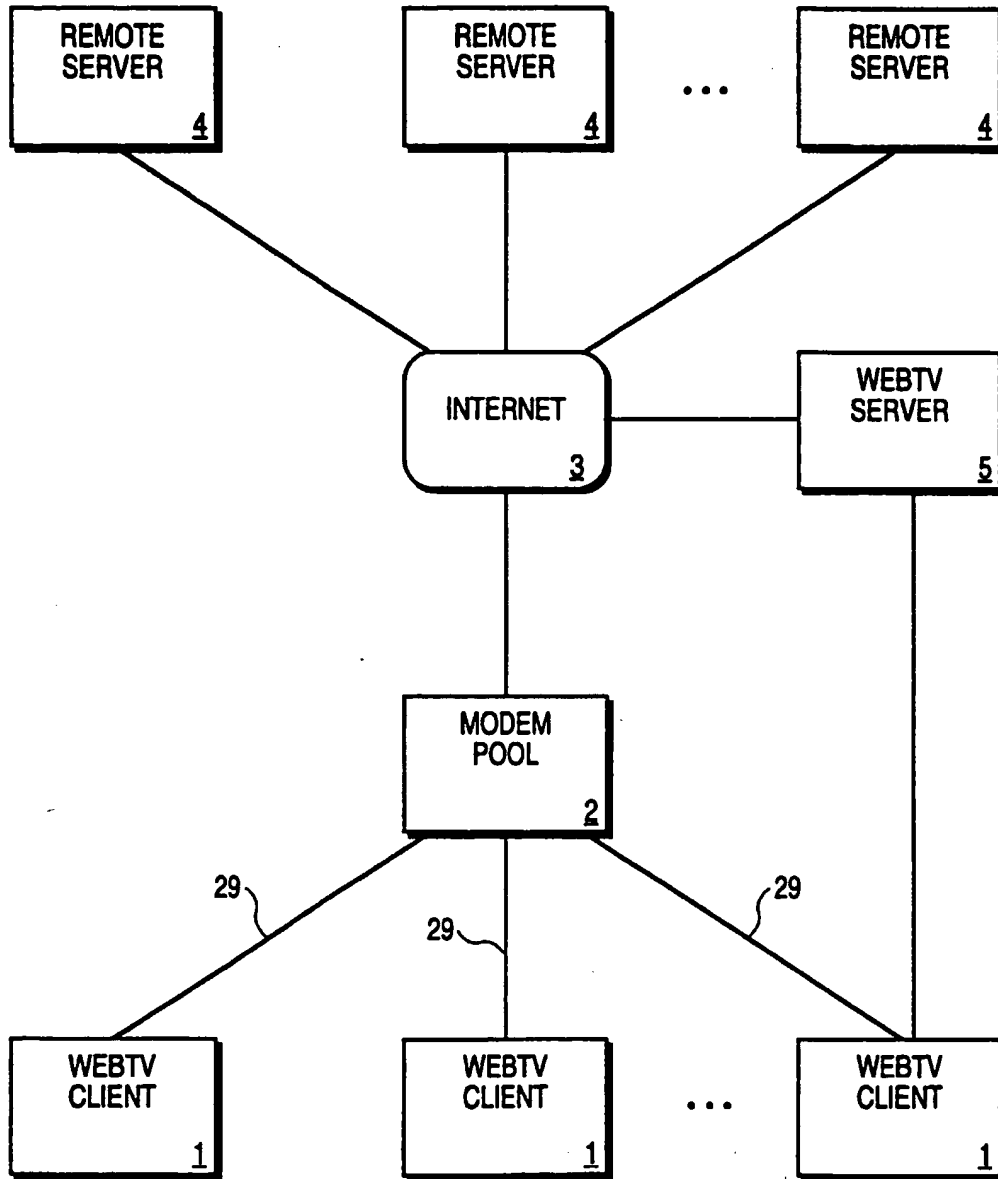 REMOTE
SERVER
4
REMOTE
SERVER
4
...
REMOTE
SERVER
4
INTERNET
3
WEBTV
SERVER
5
MODEM
POOL
2
29
29
29
WEBTV
CLIENT
1
WEBTV
CLIENT
1
...
WEBTV
CLIENT
1